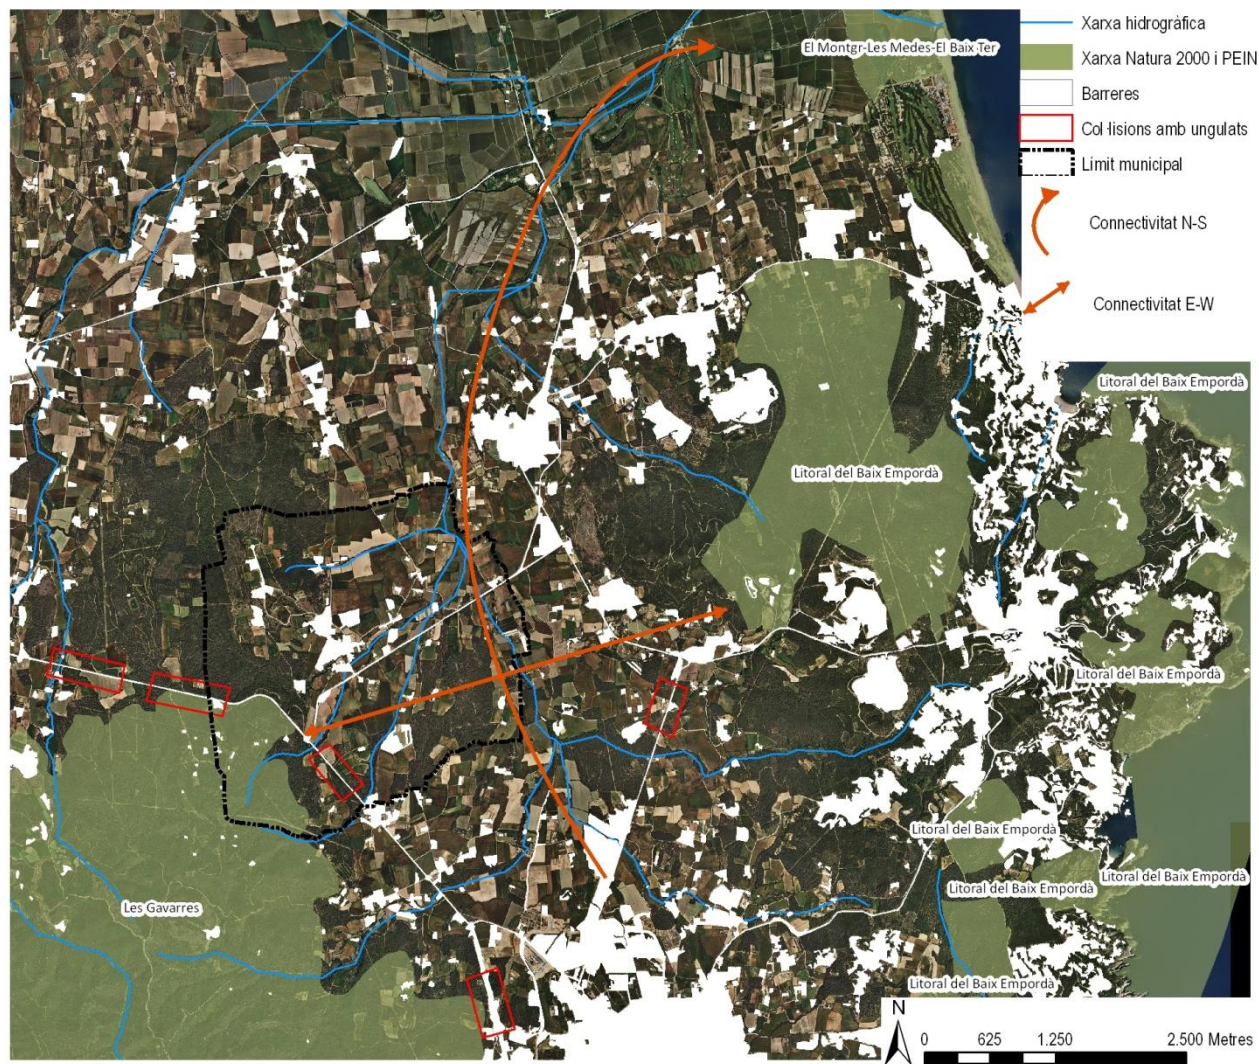 Xarxa hidrogràfica
El Montgr-Les Medes-El Baix Ter
Xarxa Natura 2000 i PEIN
Barreres
Col·lisions amb ungulats
Límit municipal
Connectivitat N-S
Connectivitat E-W
Litoral del Baix Empordà
Litoral del Baix Empordà
Litoral del Baix Empordà
Litoral del Baix Empordà
Litoral del Baix Empordà
Litoral del Baix Empordà
Les Gavarres
Litoral del Baix Empordà
N
0 625 1.250 2.500 Metres